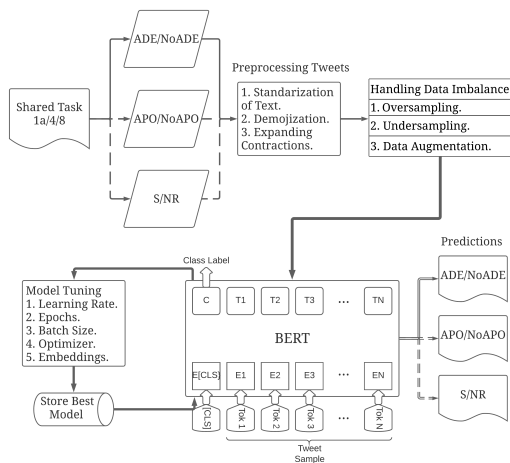 ADE/NoADE
Shared Task
1a/4/8
APO/NoAPO
S/NR
Preprocessing Tweets
1. Standarization
of Text.
2. Demojization.
3. Expanding
Contractions.
Handling Data Imbalance
1. Oversampling.
2. Undersampling.
3. Data Augmentation.
Class Label
Model Tuning
1. Learning Rate.
2. Epochs.
3. Batch Size.
4. Optimizer.
5. Embeddings.
Store Best
Model
C T1 T2 T3 ... TN
BERT
E[CLS] E1 E2 E3 ... EN
[CLS] Tok 1 Tok 2 Tok 3 ... Tok N
Tweet
Sample
Predictions
ADE/NoADE
APO/NoAPO
S/NR